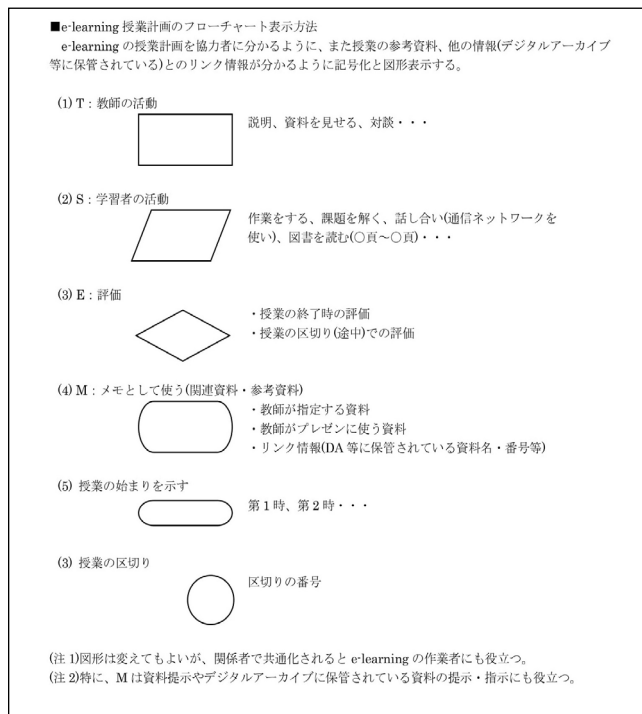 ■e-learning 授業計画のフローチャート表示方法
e-learning の授業計画を協力者に分かるように、また授業の参考資料、他の情報(デジタルアーカイブ
等に保管されている)とのリンク情報が分かるように記号化と図形表示する。
(1) T：教師の活動
説明、資料を見せる、対談・・・
(2) S：学習者の活動
作業をする、課題を解く、話し合い(通信ネットワークを
使い)、図書を読む(○頁～○頁)・・・
(3) E：評価
・授業の終了時の評価
・授業の区切り(途中)での評価
(4) M：メモとして使う(関連資料・参考資料)
・教師が指定する資料
・教師がプレゼンに使う資料
・リンク情報(DA 等に保管されている資料名・番号等)
(5) 授業の始まりを示す
第 1 時、第 2 時・・・
(3) 授業の区切り
区切りの番号
(注 1)図形は変えてもよいが、関係者で共通化されると e-learning の作業者にも役立つ。
(注 2)特に、M は資料提示やデジタルアーカイブに保管されている資料の提示・指示にも役立つ。